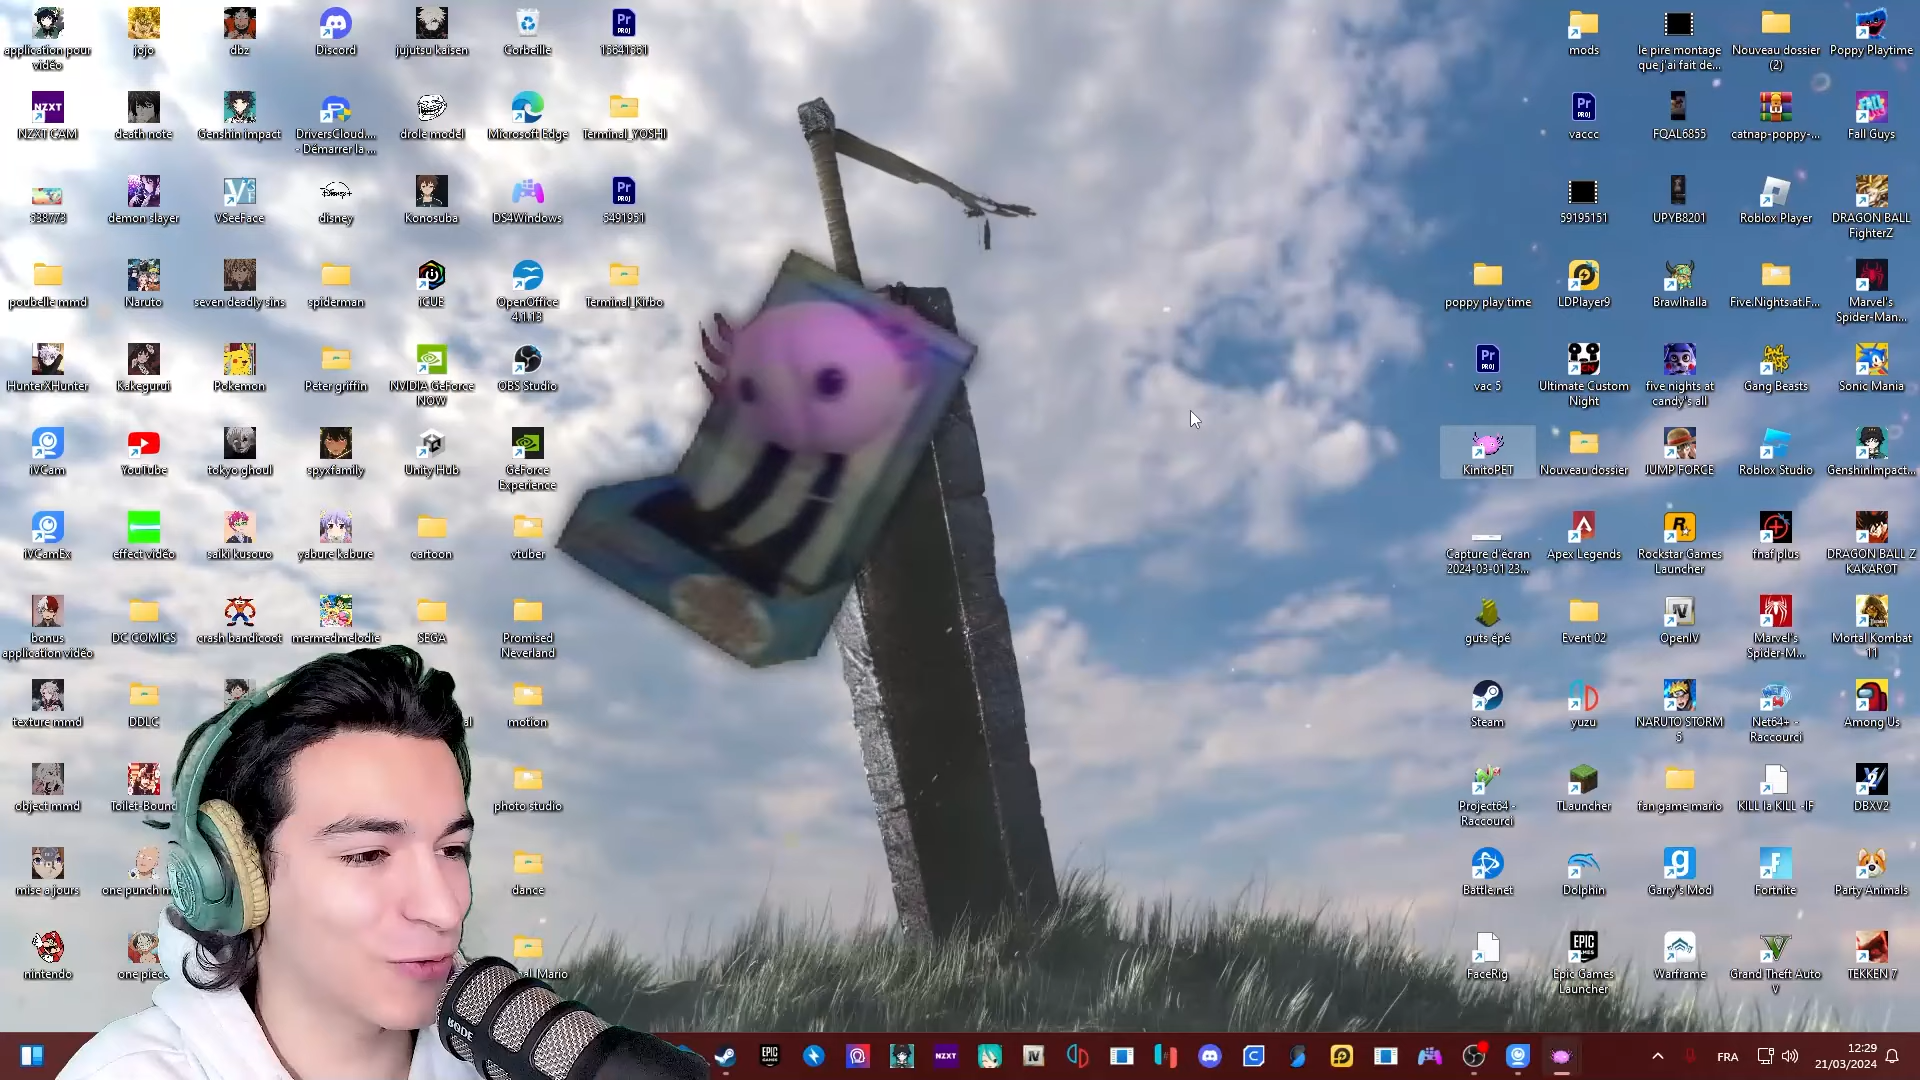 application pour
vidéo
jojo
dbz
Discord
jujutsu kaisen
Corbeille
15641561
NZXT CAM
death note
Genshin impact
DriversCloud....
- Démarrer la ...
drole model
Microsoft Edge
Terminal_YOSHI
538773
demon slayer
VSeeFace
disney
Konosuba
DS4Windows
5491951
poubelle mmd
Naruto
seven deadly sins
spiderman
iCUE
OpenOffice
4.1.13
Terminal_Kirbo
HunterXHunter
Kakegurui
Pokemon
Peter griffin
NVIDIA GeForce
NOW
OBS Studio
iVCam
YouTube
tokyo ghoul
spyxfamily
Unity Hub
GeForce
Experience
iVCamEx
effect vidéo
saiki kusouo
yabure kabure
cartoon
vtuber
bonus
application vidéo
DC COMICS
crash bandicoot
mermedmelodie
SEGA
Promised
Neverland
texture mmd
DDLC
al
motion
object mmd
Toilet-Bound
photo studio
mise a jours
one punch m
dance
nintendo
one piece
al_Mario
RODE
mods
le pire montage
que j'ai fait de...
Nouveau dossier
(2)
Poppy Playtime
vaccc
FQAL6855
catnap-poppy-...
Fall Guys
59195151
UPYB8201
Roblox Player
DRAGON BALL
FighterZ
poppy play time
LDPlayer9
Brawlhalla
Five.Nights.at.F...
Marvel's
Spider-Man...
vac 5
Ultimate Custom
Night
five nights at
candy's all
Gang Beasts
Sonic Mania
KinitoPET
Nouveau dossier
JUMP FORCE
Roblox Studio
GenshinImpact...
Capture d'écran
2024-03-01 23...
Apex Legends
Rockstar Games
Launcher
fnaf plus
DRAGON BALL Z
KAKAROT
guts épé
Event 02
OpenIV
Marvel's
Spider-M...
Mortal Kombat
11
Steam
yuzu
NARUTO STORM
5
Net64+ -
Raccourci
Among Us
Project64 -
Raccourci
TLauncher
fan game mario
KILL la KILL -IF
DBXV2
Battle.net
Dolphin
Garry's Mod
Fortnite
Party Animals
FaceRig
Epic Games
Launcher
Warframe
Grand Theft Auto
V
TEKKEN 7
FRA
12:29
21/03/2024